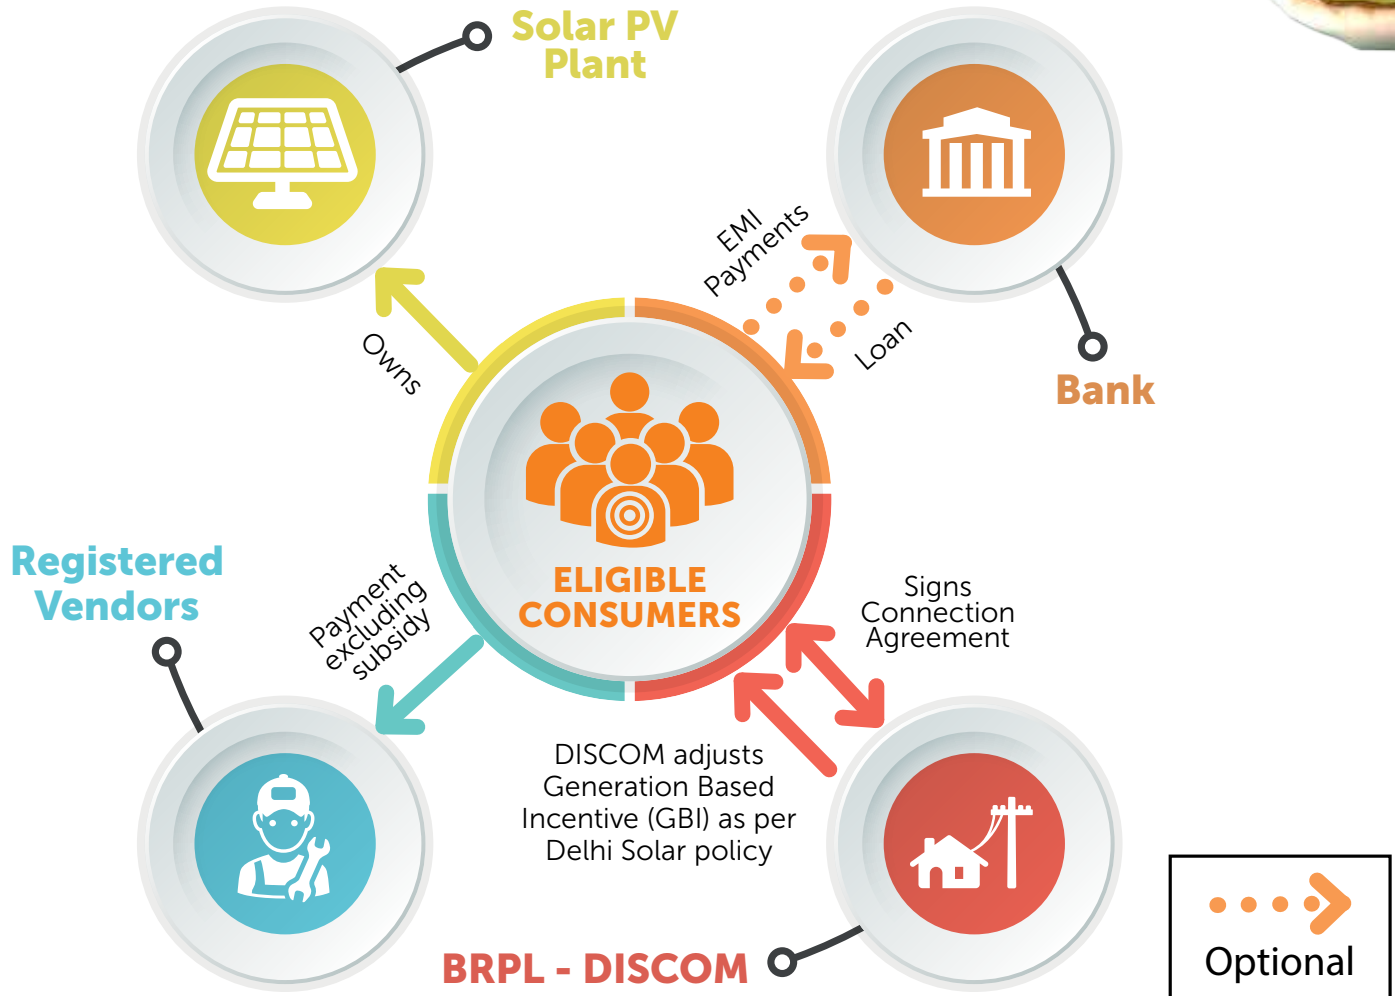 Solar PV
Plant
EMI
Payments
Loan
Bank
Owns
ELIGIBLE
CONSUMERS
Registered
Vendors
Payment
excluding
subsidy
Signs
Connection
Agreement
DISCOM adjusts
Generation Based
Incentive (GBI) as per
Delhi Solar policy
BRPL - DISCOM
Optional